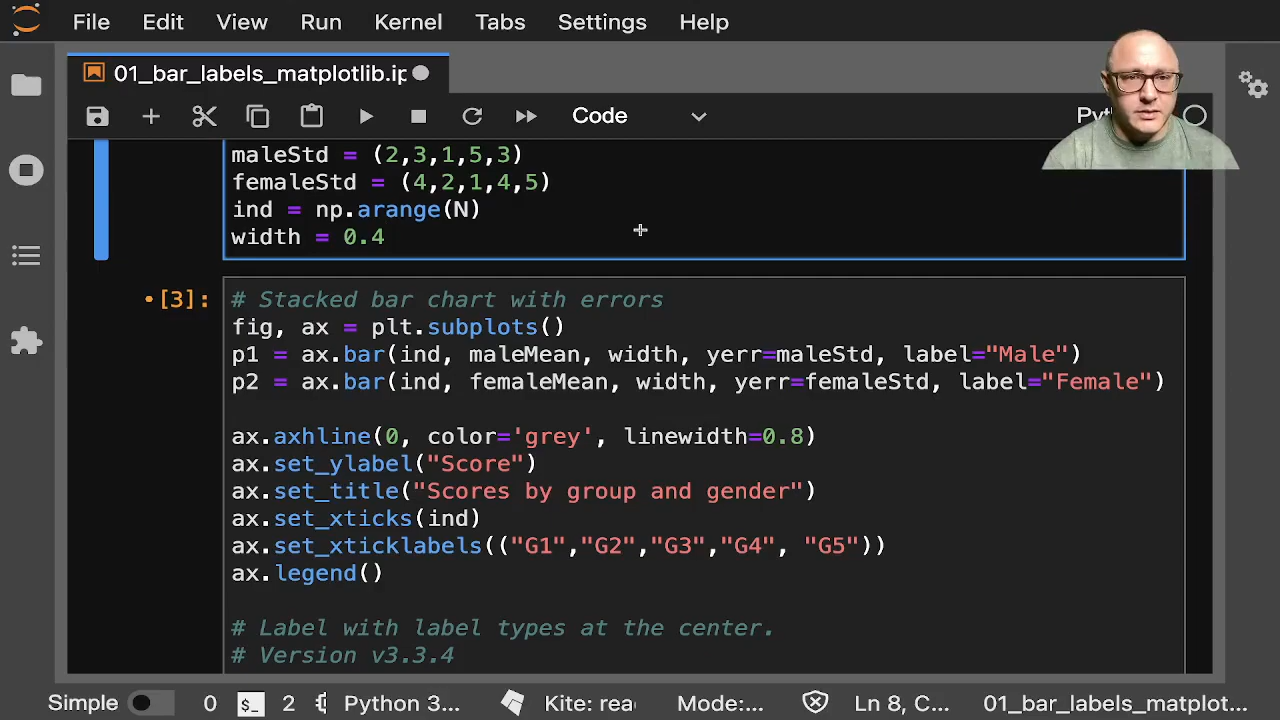 File Edit View Run Kernel Tabs Settings Help
01_bar_labels_matplotlib.ip
Code
maleStd = (2,3,1,5,3)
femaleStd = (4,2,1,4,5)
ind = np.arange(N)
width = 0.4
[3]:
# Stacked bar chart with errors
fig, ax = plt.subplots()
p1 = ax.bar(ind, maleMean, width, yerr=maleStd, label="Male")
p2 = ax.bar(ind, femaleMean, width, yerr=femaleStd, label="Female")
ax.axhline(0, color='grey', linewidth=0.8)
ax.set_ylabel("Score")
ax.set_title("Scores by group and gender")
ax.set_xticks(ind)
ax.set_xticklabels(("G1","G2","G3","G4", "G5"))
ax.legend()
# Label with label types at the center.
# Version v3.3.4
Simple 0 $_ 2 Python 3... Kite: rea Mode:... Ln 8, C... 01_bar_labels_matplot...